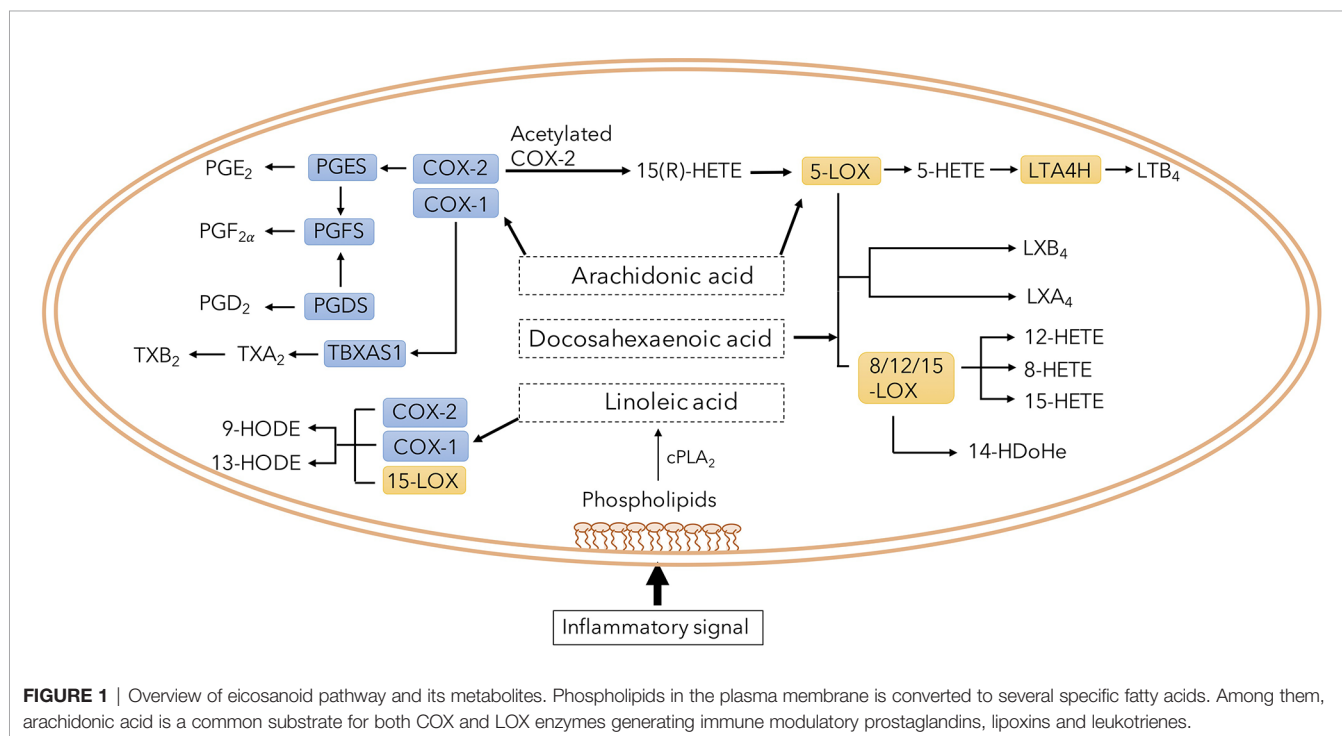 Acetylated
COX-2
PGE2
PGES
COX-2
15(R)-HETE
5-LOX
5-HETE
LTA4H
LTB4
COX-1
PGF2α
PGFS
Arachidonic acid
LXB4
LXA4
PGD2
PGDS
Docosahexaenoic acid
12-HETE
TXB2
TXA2
TBXAS1
8/12/15
-LOX
8-HETE
15-HETE
Linoleic acid
COX-2
9-HODE
COX-1
13-HODE
15-LOX
cPLA2
14-HDoHe
Phospholipids
Inflammatory signal
FIGURE 1 | Overview of eicosanoid pathway and its metabolites. Phospholipids in the plasma membrane is converted to several specific fatty acids. Among them,
arachidonic acid is a common substrate for both COX and LOX enzymes generating immune modulatory prostaglandins, lipoxins and leukotrienes.